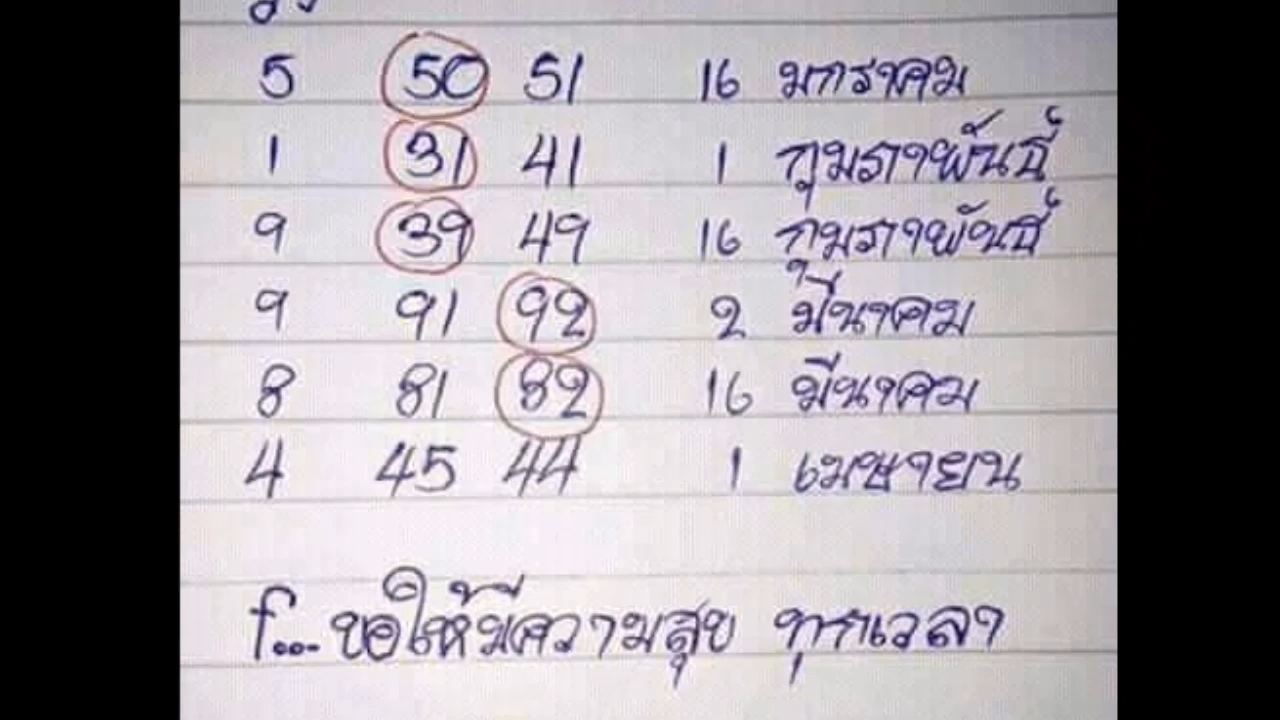 5 50 51 16 มกราคม
1 31 41 1 กุมภาพันธ์
9 39 49 16 กุมภาพันธ์
9 91 92 2 มีนาคม
8 81 82 16 มีนาคม
4 45 44 1 เมษายน
f... ขอให้มีความสุข ทุกเวลา